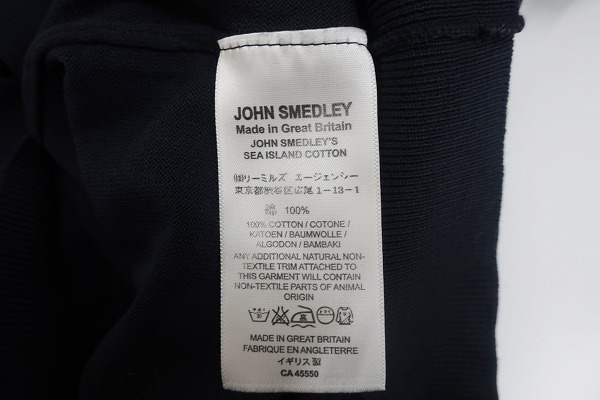 JOHN SMEDLEY
Made in Great Britain
JOHN SMEDLEY'S
SEA ISLAND COTTON
㈱リーミルズ エージェンシー
東京都渋谷区広尾1-13-1
綿 100%
100% COTTON / COTONE /
KATOEN / BAUMWOLLE /
ALGODON / BAMBAKI
ANY ADDITIONAL NATURAL NON-
TEXTILE TRIM ATTACHED TO
THIS GARMENT WILL CONTAIN
NON-TEXTILE PARTS OF ANIMAL
ORIGIN
30
MADE IN GREAT BRITAIN
FABRIQUE EN ANGLETERRE
イギリス製
CA 45550